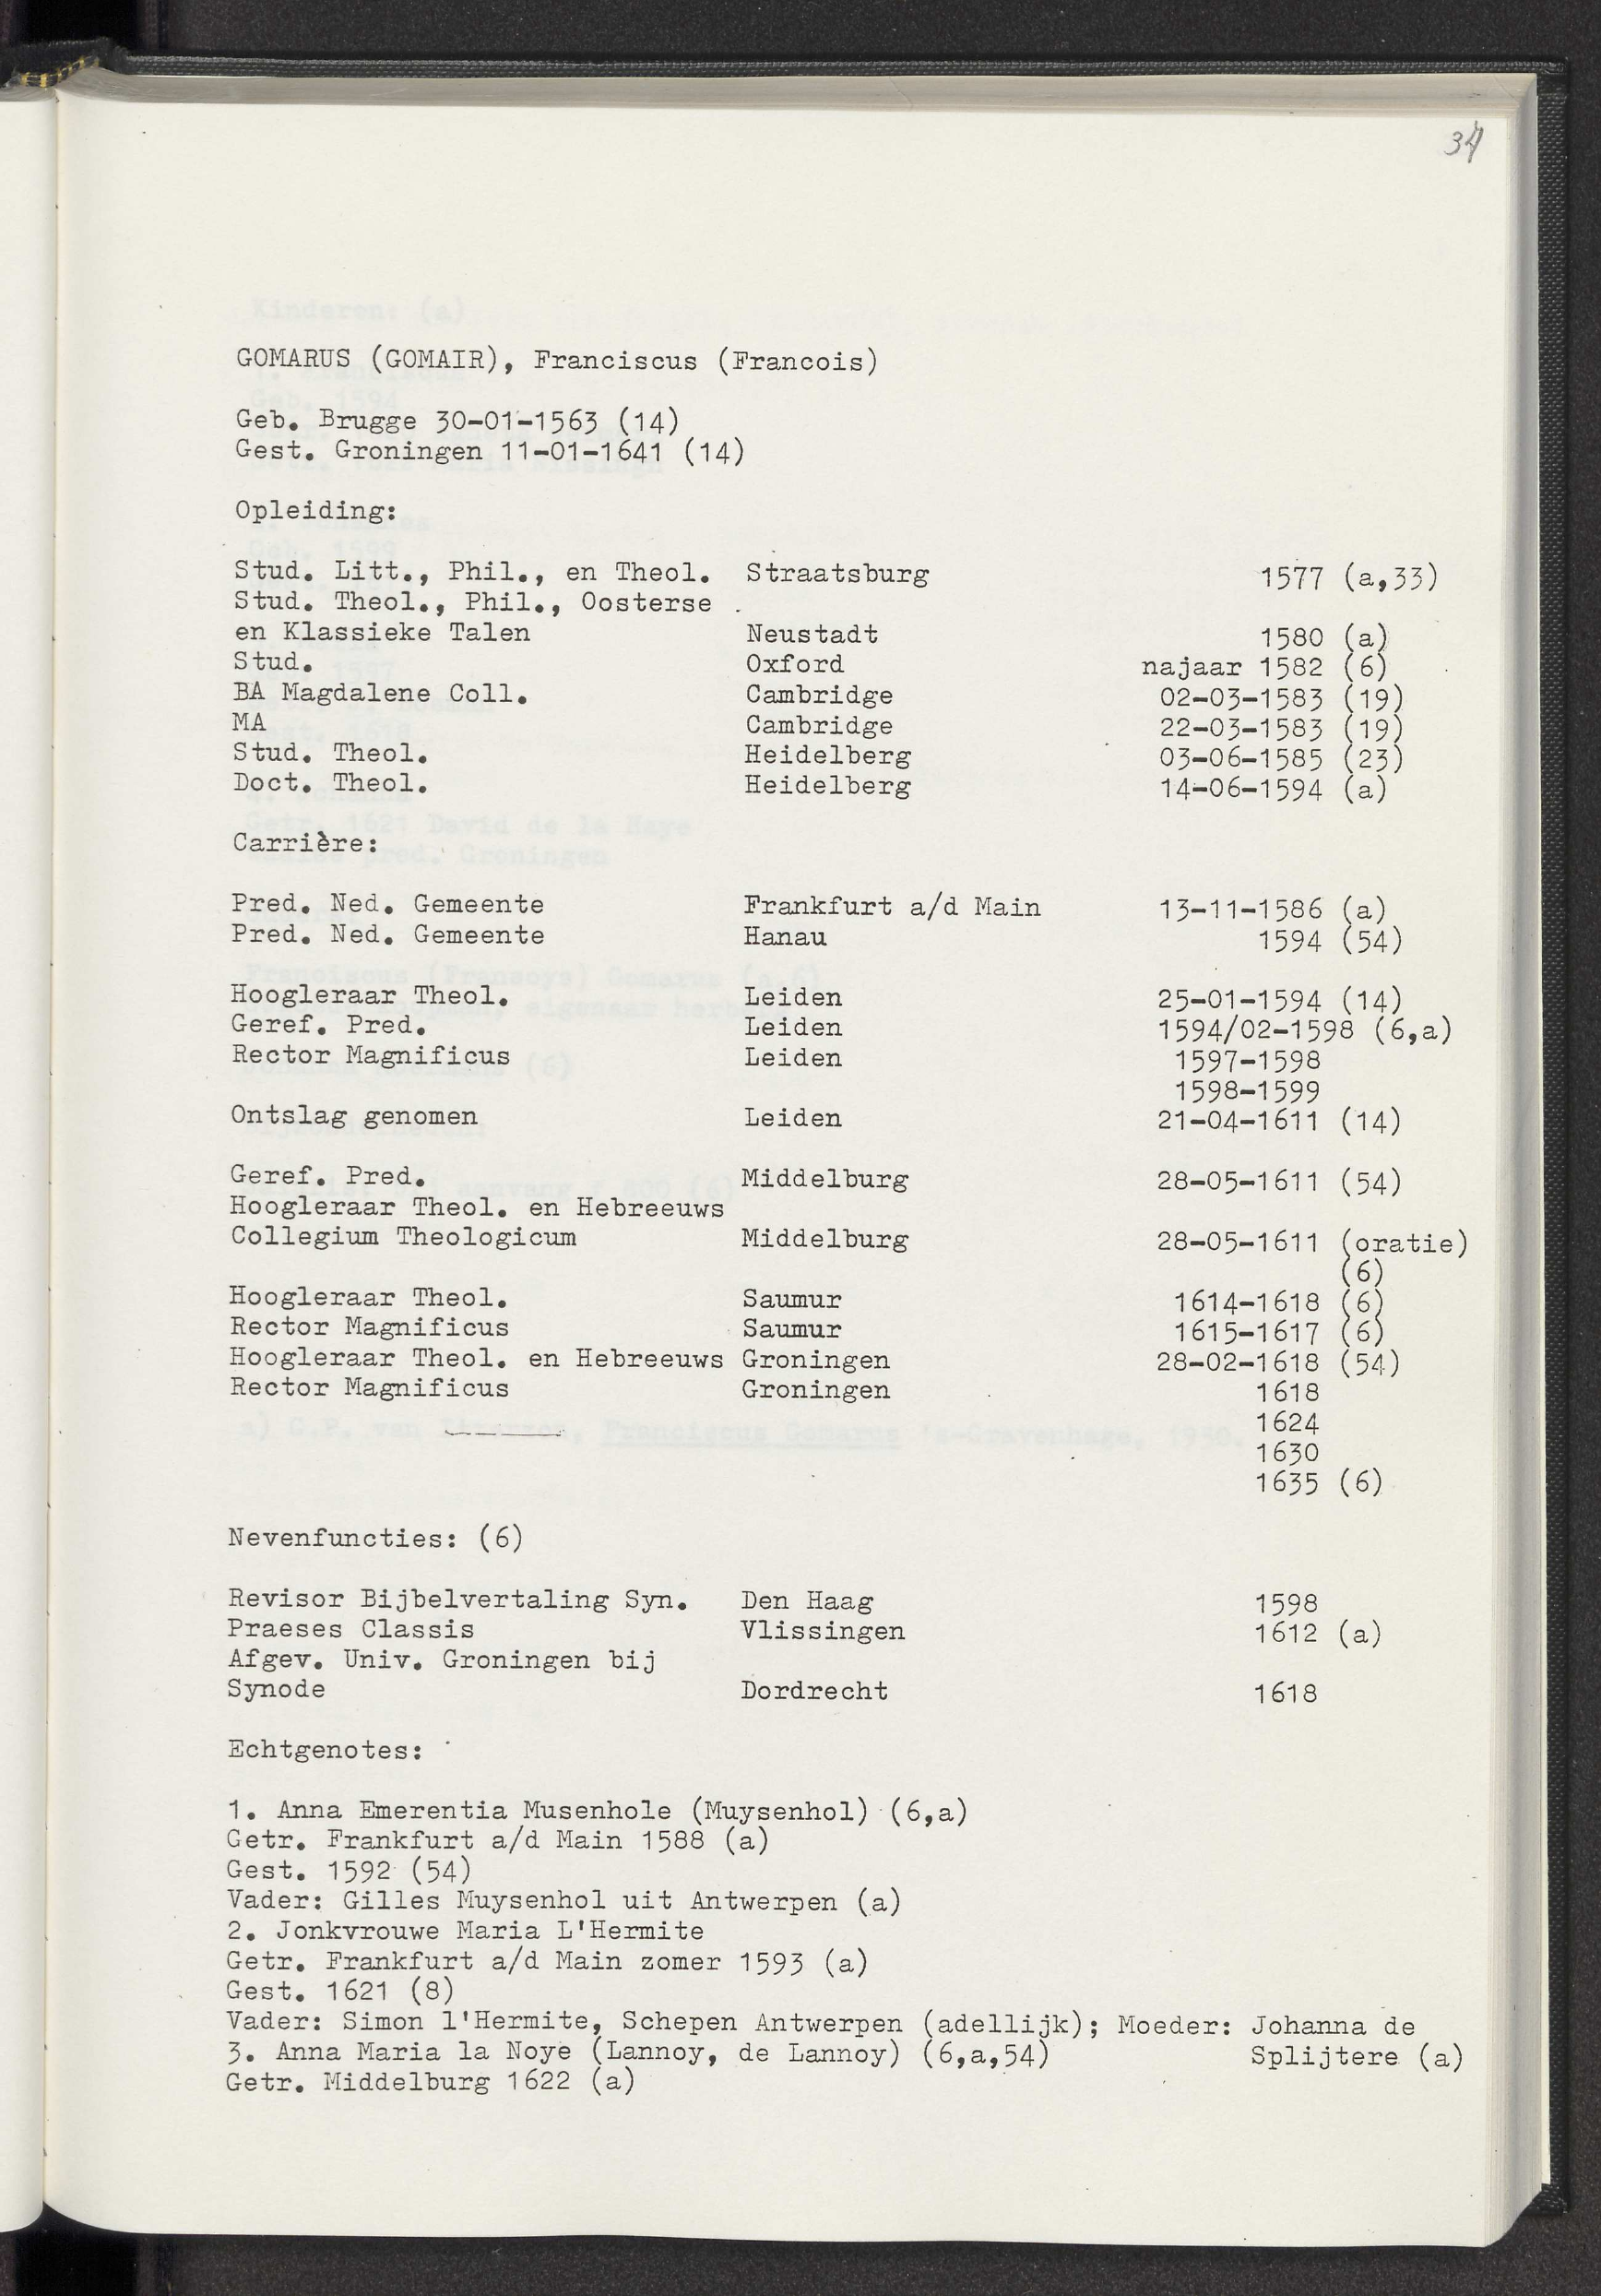 34
GOMARUS (GOMAIR), Franciscus (Francois)
Geb. Brugge 30-01-1563 (14)
Gest. Groningen 11-01-1641 (14)
Opleiding:
Stud. Litt., Phil., en Theol. Straatsburg 1577 (a,33)
Stud. Theol., Phil., Oosterse
en Klassieke Talen Neustadt 1580 (a)
Stud. Oxford najaar 1582 (6)
BA Magdalene Coll. Cambridge 02-03-1583 (19)
MA Cambridge 22-03-1583 (19)
Stud. Theol. Heidelberg 03-06-1585 (23)
Doct. Theol. Heidelberg 14-06-1594 (a)
Carrière:
Pred. Ned. Gemeente Frankfurt a/d Main 13-11-1586 (a)
Pred. Ned. Gemeente Hanau 1594 (54)
Hoogleraar Theol. Leiden 25-01-1594 (14)
Geref. Pred. Leiden 1594/02-1598 (6,a)
Rector Magnificus Leiden 1597-1598
1598-1599
Ontslag genomen Leiden 21-04-1611 (14)
Geref. Pred. Middelburg 28-05-1611 (54)
Hoogleraar Theol. en Hebreeuws
Collegium Theologicum Middelburg 28-05-1611 (oratie)
(6)
Hoogleraar Theol. Saumur 1614-1618 (6)
Rector Magnificus Saumur 1615-1617 (6)
Hoogleraar Theol. en Hebreeuws Groningen 28-02-1618 (54)
Rector Magnificus Groningen 1618
1624
1630
1635 (6)
Nevenfuncties: (6)
Revisor Bijbelvertaling Syn. Den Haag 1598
Praeses Classis Vlissingen 1612 (a)
Afgev. Univ. Groningen bij
Synode Dordrecht 1618
Echtgenotes:
1. Anna Emerentia Musenhole (Muysenhol) (6,a)
Getr. Frankfurt a/d Main 1588 (a)
Gest. 1592 (54)
Vader: Gilles Muysenhol uit Antwerpen (a)
2. Jonkvrouwe Maria L'Hermite
Getr. Frankfurt a/d Main zomer 1593 (a)
Gest. 1621 (8)
Vader: Simon l'Hermite, Schepen Antwerpen (adellijk); Moeder: Johanna de
3. Anna Maria la Noye (Lannoy, de Lannoy) (6,a,54) Splijtere (a)
Getr. Middelburg 1622 (a)